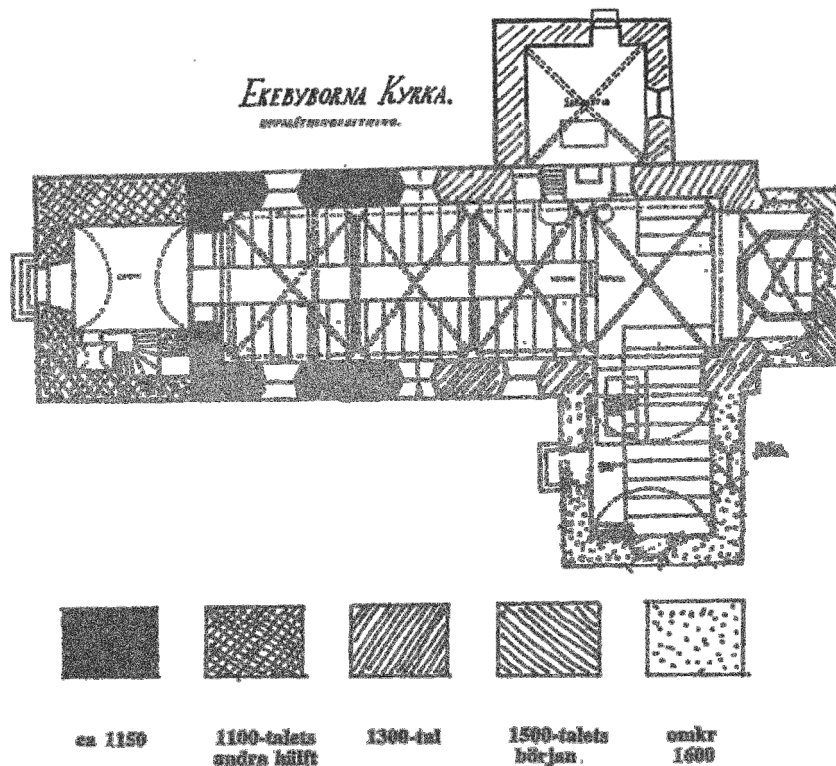 EKEBYBORNA KYRKA.
ca 1150
1100-talets
andra hälft
1300-tal
1500-talets
början.
omkr
1600